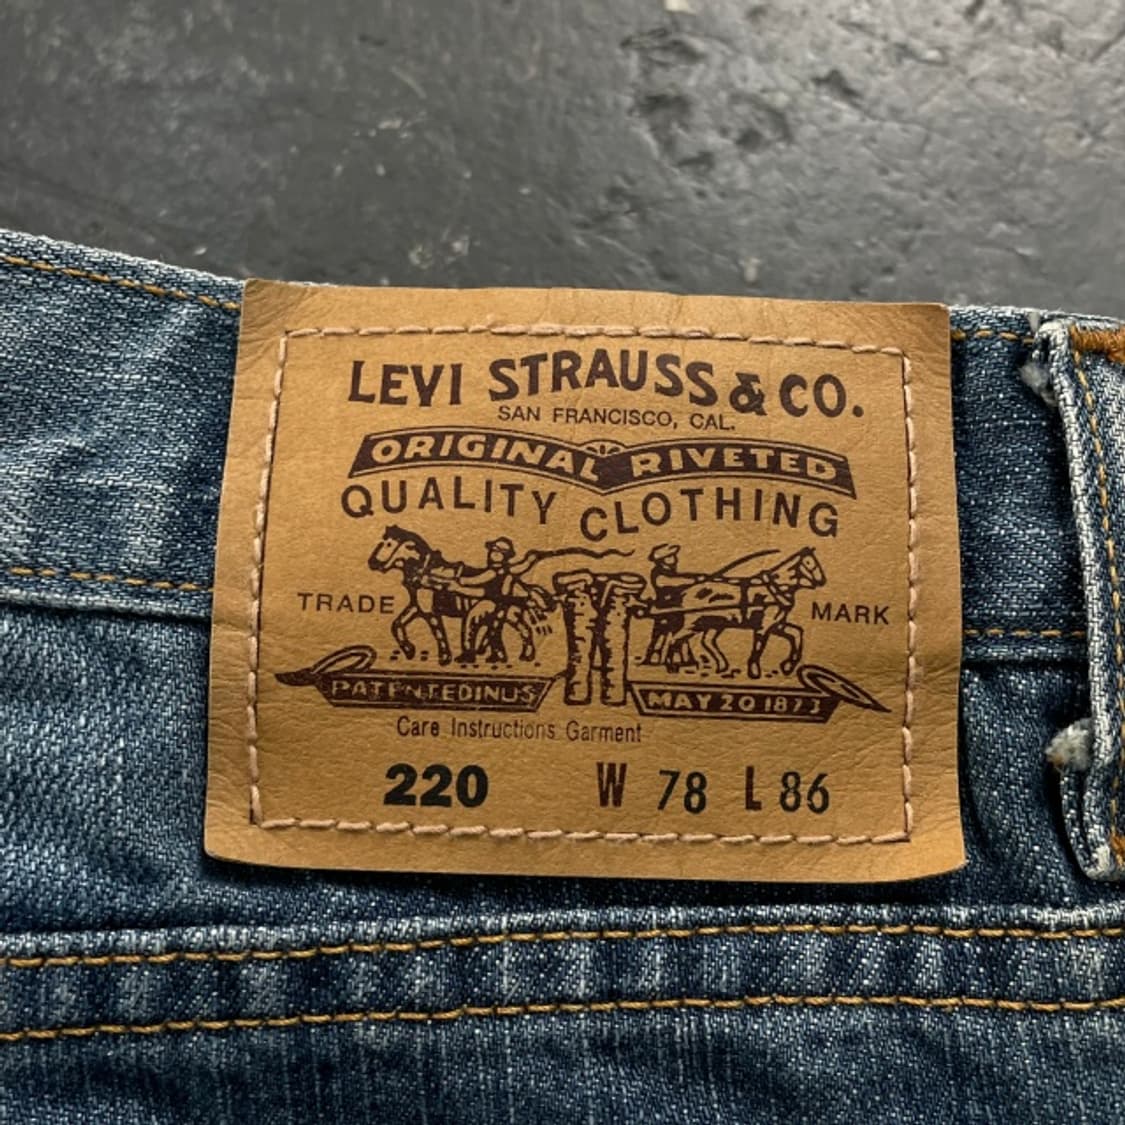 LEVI STRAUSS & CO.
SAN FRANCISCO, CAL.
ORIGINAL RIVETED
QUALITY CLOTHING
TRADE MARK
PATENTEDINUS MAY 20 1873
Care Instructions Garment
220 W 78 L 86